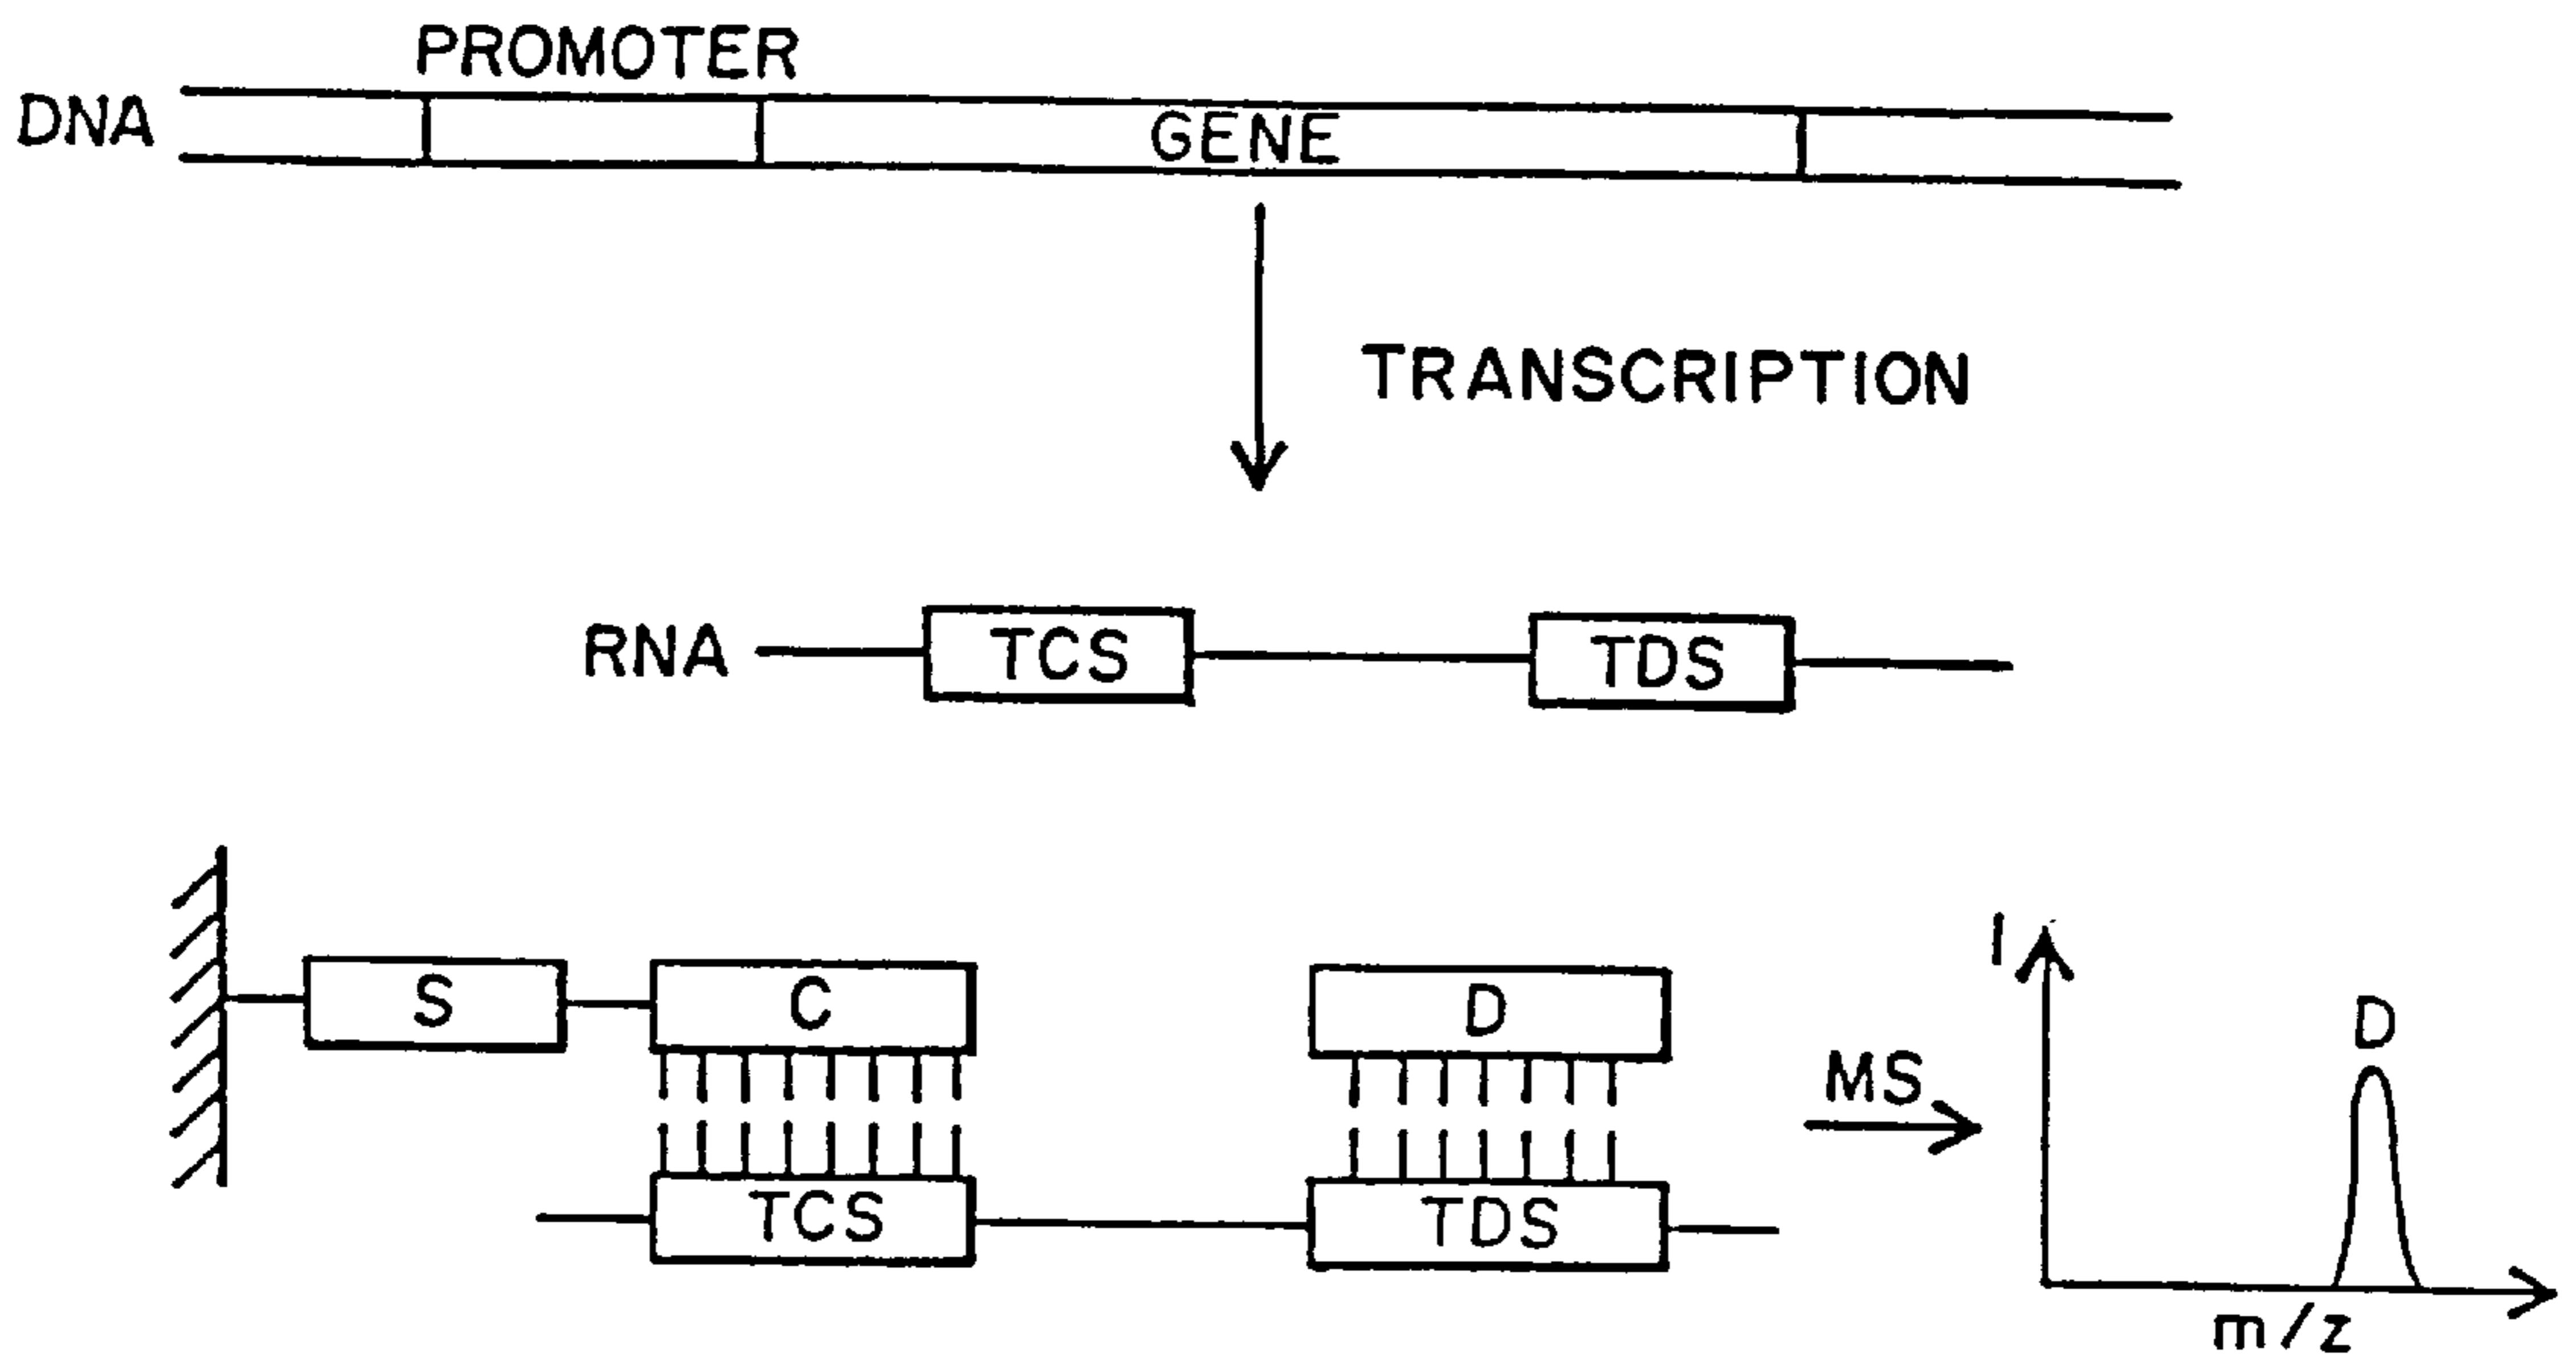 PROMOTER
DNA
GENE
TRANSCRIPTION
RNA
TCS
TDS
S
C
D
TCS
TDS
MS
I
D
m/z